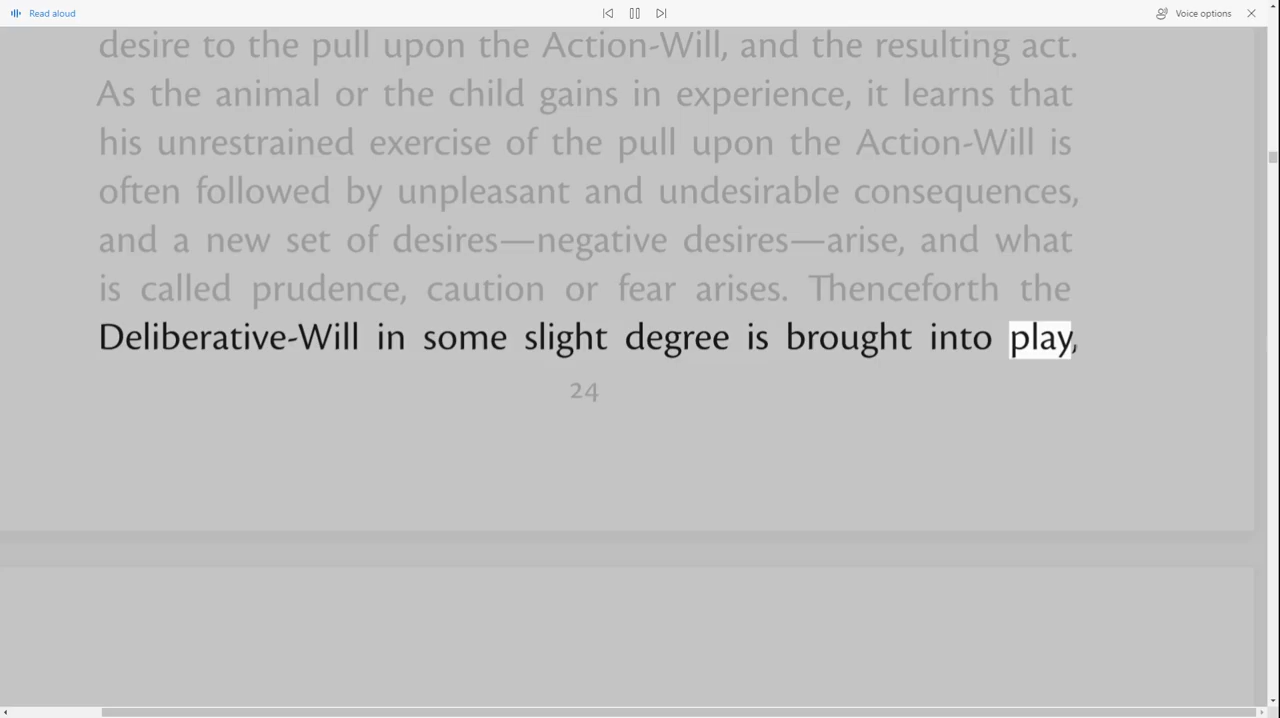 Read aloud
Voice options
desire to the pull upon the Action-Will, and the resulting act.
As the animal or the child gains in experience, it learns that
his unrestrained exercise of the pull upon the Action-Will is
often followed by unpleasant and undesirable consequences,
and a new set of desires—negative desires—arise, and what
is called prudence, caution or fear arises. Thenceforth the
Deliberative-Will in some slight degree is brought into play,
24